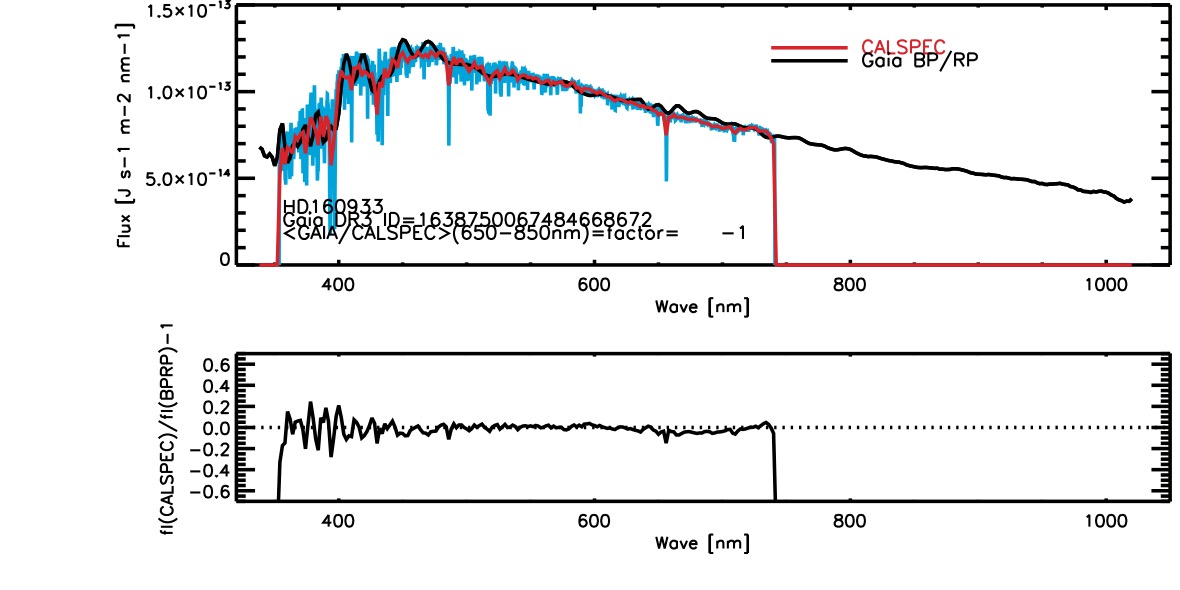 1.5×10−13
1.0×10−13
5.0×10−14
0
Flux [J s−1 m−2 nm−1]
CALSPEC
Gaia BP/RP
HD160933
Gaia DR3 ID=1638750067484668672
<GAIA/CALSPEC>(650−850nm)=factor= −1
400 600 800 1000
Wave [nm]
fl(CALSPEC)/fl(BPRP)−1
0.6
0.4
0.2
0.0
−0.2
−0.4
−0.6
400 600 800 1000
Wave [nm]